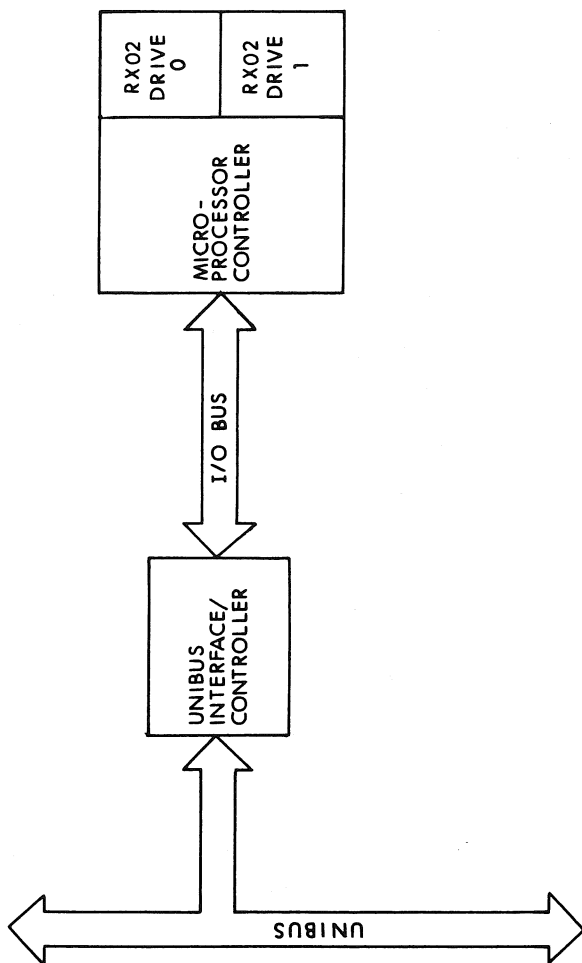 UNIBUS
UNIBUS
INTERFACE/
CONTROLLER
I/O BUS
MICRO-
PROCESSOR
CONTROLLER
RX02
DRIVE
0
RX02
DRIVE
1